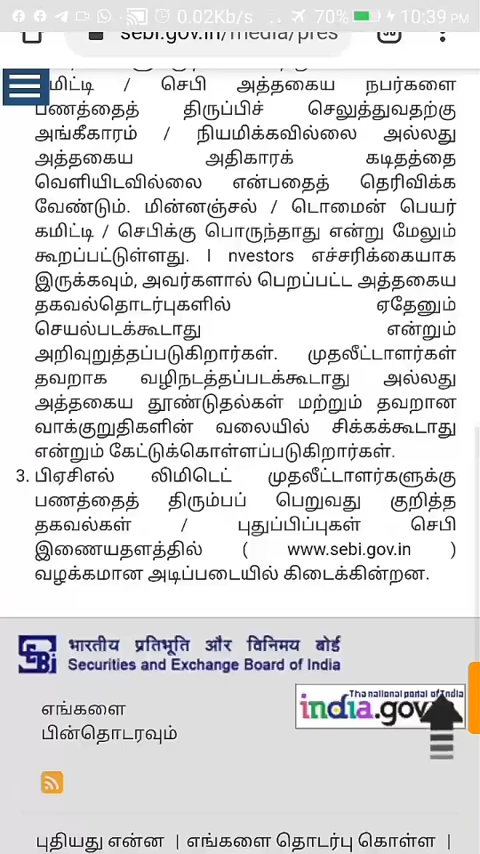 0.02Kb/s .. 70% 10:39 PM
sebi.gov.in/media/pres
கமிட்டி / செபி அத்தகைய நபர்களை
பணத்தைத் திருப்பிச் செலுத்துவதற்கு
அங்கீகாரம் / நியமிக்கவில்லை அல்லது
அத்தகைய அதிகாரக் கடிதத்தை
வெளியிடவில்லை என்பதைத் தெரிவிக்க
வேண்டும். மின்னஞ்சல் / டொமைன் பெயர்
கமிட்டி / செபிக்கு பொருந்தாது என்று மேலும்
கூறப்பட்டுள்ளது. I nvestors எச்சரிக்கையாக
இருக்கவும், அவர்களால் பெறப்பட்ட அத்தகைய
தகவல்தொடர்புகளில் ஏதேனும்
செயல்படக்கூடாது என்றும்
அறிவுறுத்தப்படுகிறார்கள். முதலீட்டாளர்கள்
தவறாக வழிநடத்தப்படக்கூடாது அல்லது
அத்தகைய தூண்டுதல்கள் மற்றும் தவறான
வாக்குறுதிகளின் வலையில் சிக்கக்கூடாது
என்றும் கேட்டுக்கொள்ளப்படுகிறார்கள்.
3. பிஏசிஎல் லிமிடெட் முதலீட்டாளர்களுக்கு
பணத்தைத் திரும்பப் பெறுவது குறித்த
தகவல்கள் / புதுப்பிப்புகள் செபி
இணையதளத்தில் ( www.sebi.gov.in )
வழக்கமான அடிப்படையில் கிடைக்கின்றன.
भारतीय प्रतिभूति और विनिमय बोर्ड
Securities and Exchange Board of India
The national portal of India
india.gov
எங்களை
பின்தொடரவும்
புதியது என்ன | எங்களை தொடர்பு கொள்ள |